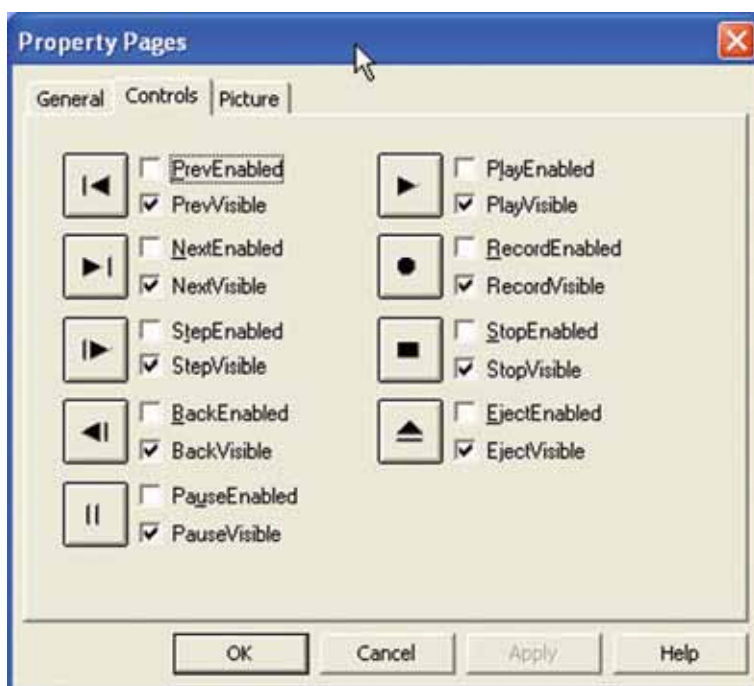 Property Pages
General Controls Picture
PrevEnabled
PrevVisible
NextEnabled
NextVisible
StepEnabled
StepVisible
BackEnabled
BackVisible
PauseEnabled
PauseVisible
PlayEnabled
PlayVisible
RecordEnabled
RecordVisible
StopEnabled
StopVisible
EjectEnabled
EjectVisible
OK Cancel Apply Help